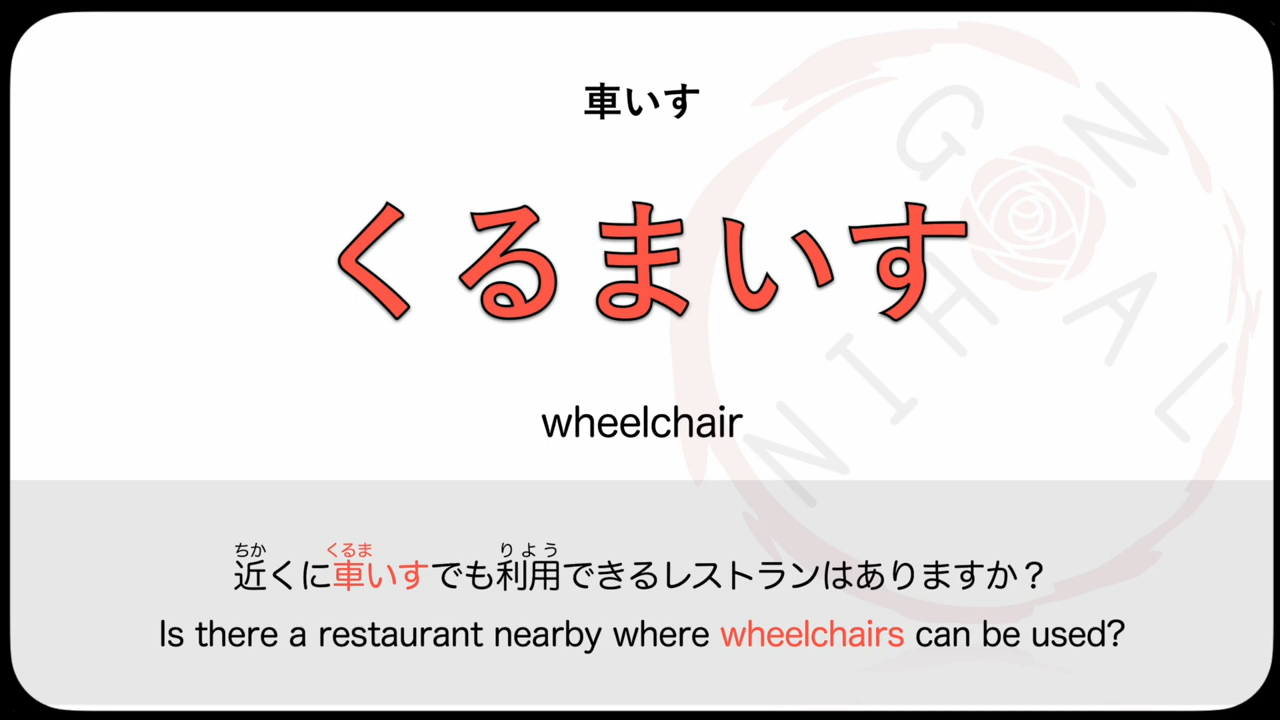 車いす
くるまいす
wheelchair
ちか くるま りよう
近くに車いすでも利用できるレストランはありますか？
Is there a restaurant nearby where wheelchairs can be used?
NIHONGO